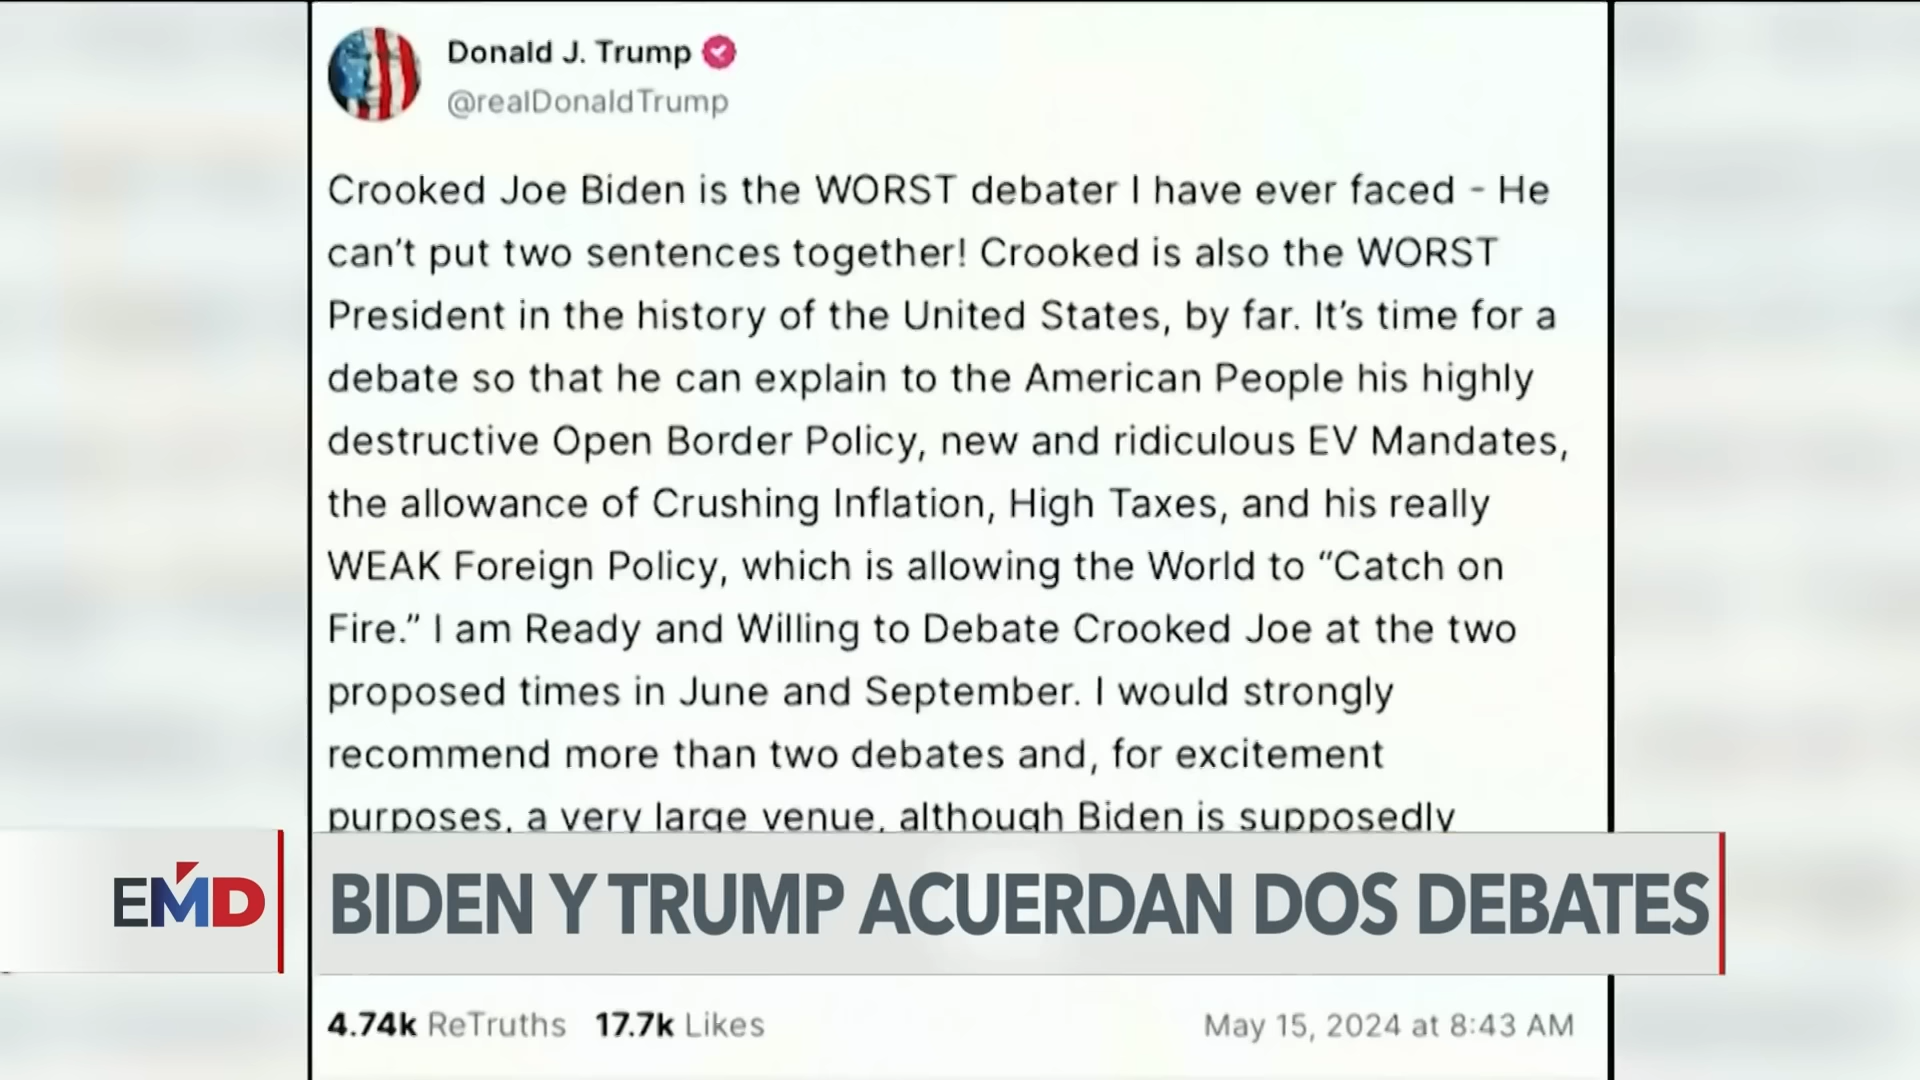 Donald J. Trump
@realDonaldTrump
Crooked Joe Biden is the WORST debater I have ever faced - He
can’t put two sentences together! Crooked is also the WORST
President in the history of the United States, by far. It’s time for a
debate so that he can explain to the American People his highly
destructive Open Border Policy, new and ridiculous EV Mandates,
the allowance of Crushing Inflation, High Taxes, and his really
WEAK Foreign Policy, which is allowing the World to “Catch on
Fire.” I am Ready and Willing to Debate Crooked Joe at the two
proposed times in June and September. I would strongly
recommend more than two debates and, for excitement
purposes, a very large venue, although Biden is supposedly
EMD
BIDEN Y TRUMP ACUERDAN DOS DEBATES
4.74k ReTruths 17.7k Likes
May 15, 2024 at 8:43 AM